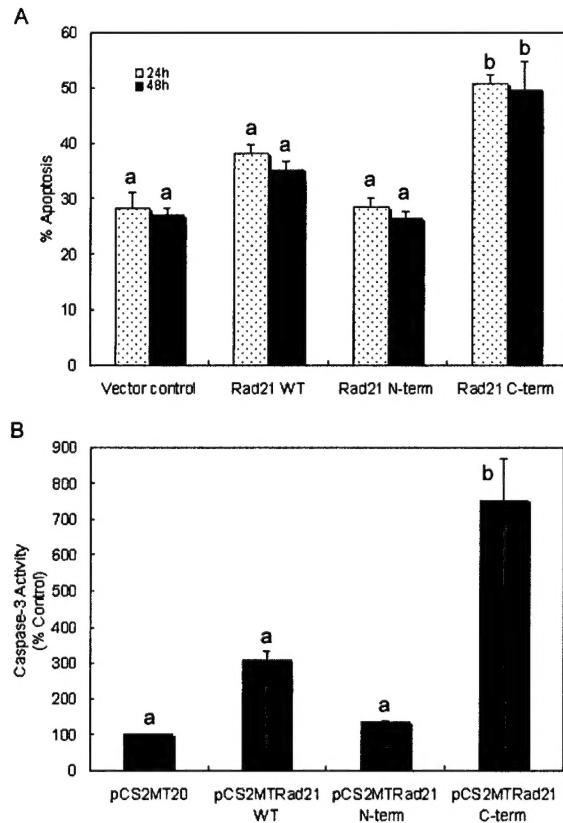 A
60
50
40
30
20
10
0
% Apoptosis
24h
48h
a a
a a
a a
b b
Vector control Rad21 WT Rad21 N-term Rad21 C-term
B
900
800
700
600
500
400
300
200
100
0
Caspase-3 Activity
(% Control)
a
a
a
b
pCS2MT20 pCS2MTRad21 pCS2MTRad21 pCS2MTRad21
WT N-term C-term